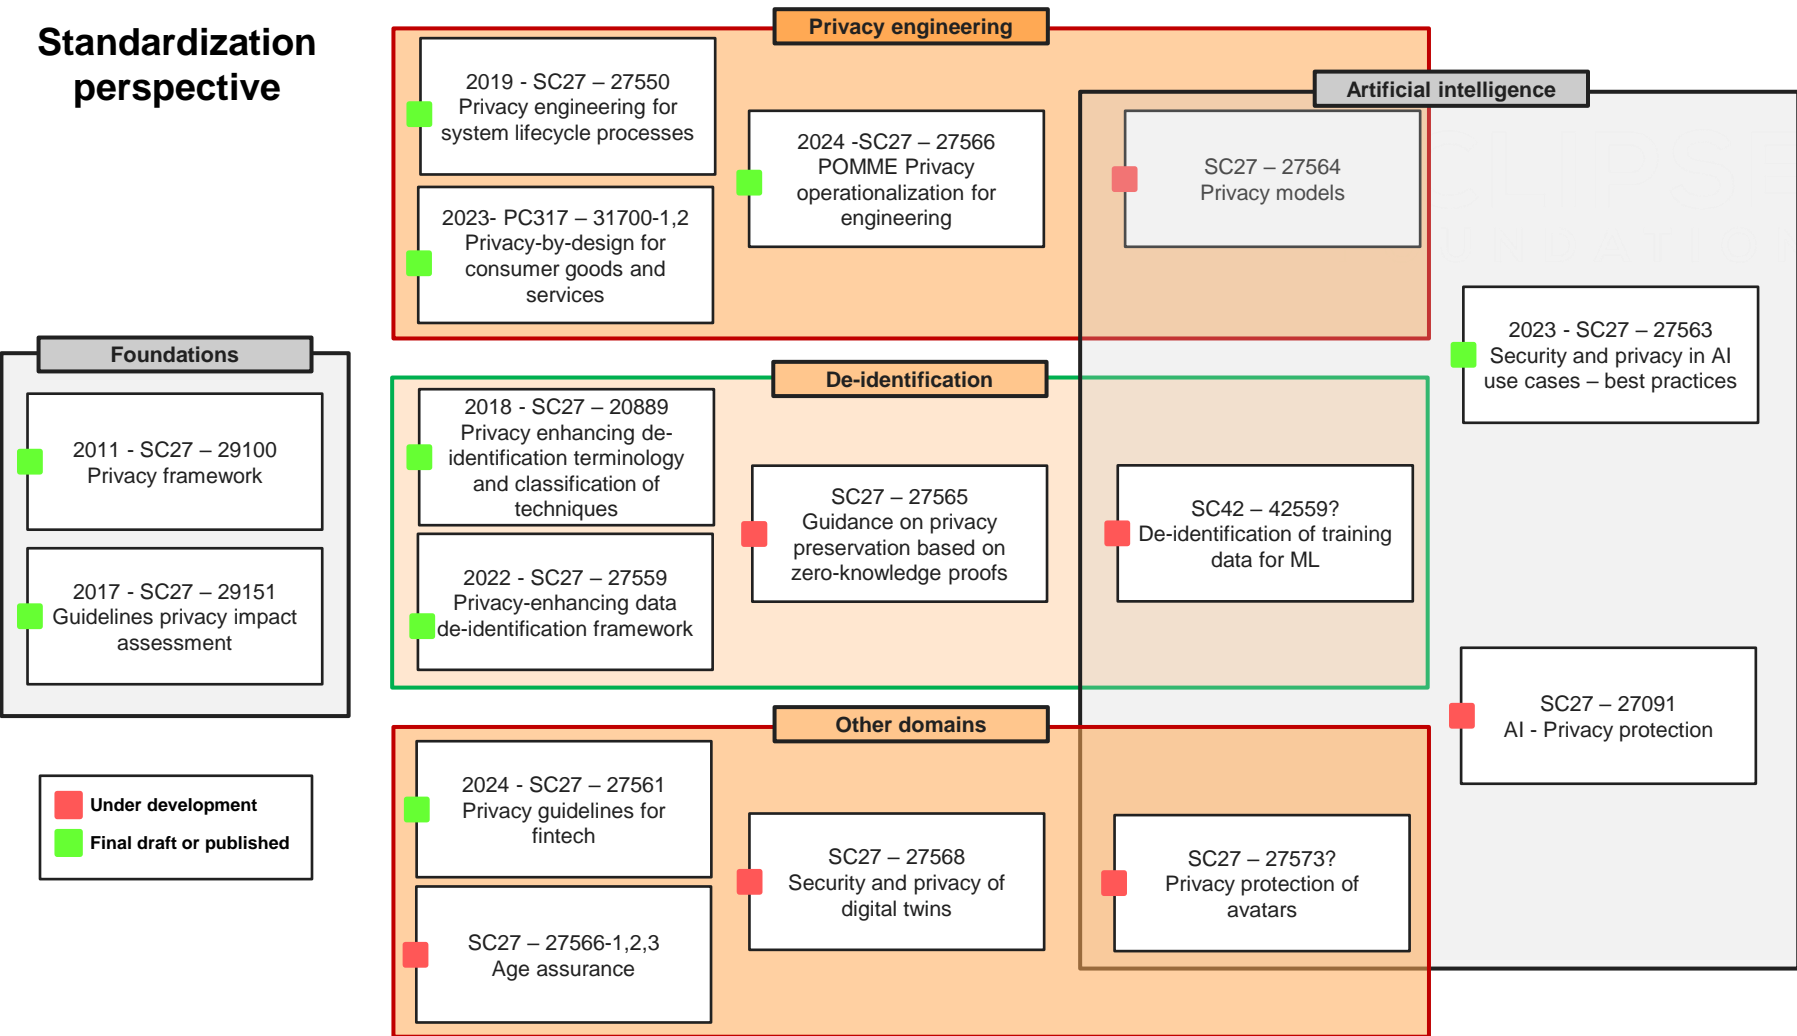 Standardization
perspective
Privacy engineering
2019 - SC27 – 27550
Privacy engineering for
system lifecycle processes
2023- PC317 – 31700-1,2
Privacy-by-design for
consumer goods and
services
2024 -SC27 – 27566
POMME Privacy
operationalization for
engineering
Artificial intelligence
SC27 – 27564
Privacy models
2023 - SC27 – 27563
Security and privacy in AI
use cases – best practices
SC27 – 27091
AI - Privacy protection
Foundations
2011 - SC27 – 29100
Privacy framework
2017 - SC27 – 29151
Guidelines privacy impact
assessment
De-identification
2018 - SC27 – 20889
Privacy enhancing de-
identification terminology
and classification of
techniques
2022 - SC27 – 27559
Privacy-enhancing data
de-identification framework
SC27 – 27565
Guidance on privacy
preservation based on
zero-knowledge proofs
SC42 – 42559?
De-identification of training
data for ML
Other domains
2024 - SC27 – 27561
Privacy guidelines for
fintech
SC27 – 27566-1,2,3
Age assurance
SC27 – 27568
Security and privacy of
digital twins
SC27 – 27573?
Privacy protection of
avatars
Under development
Final draft or published